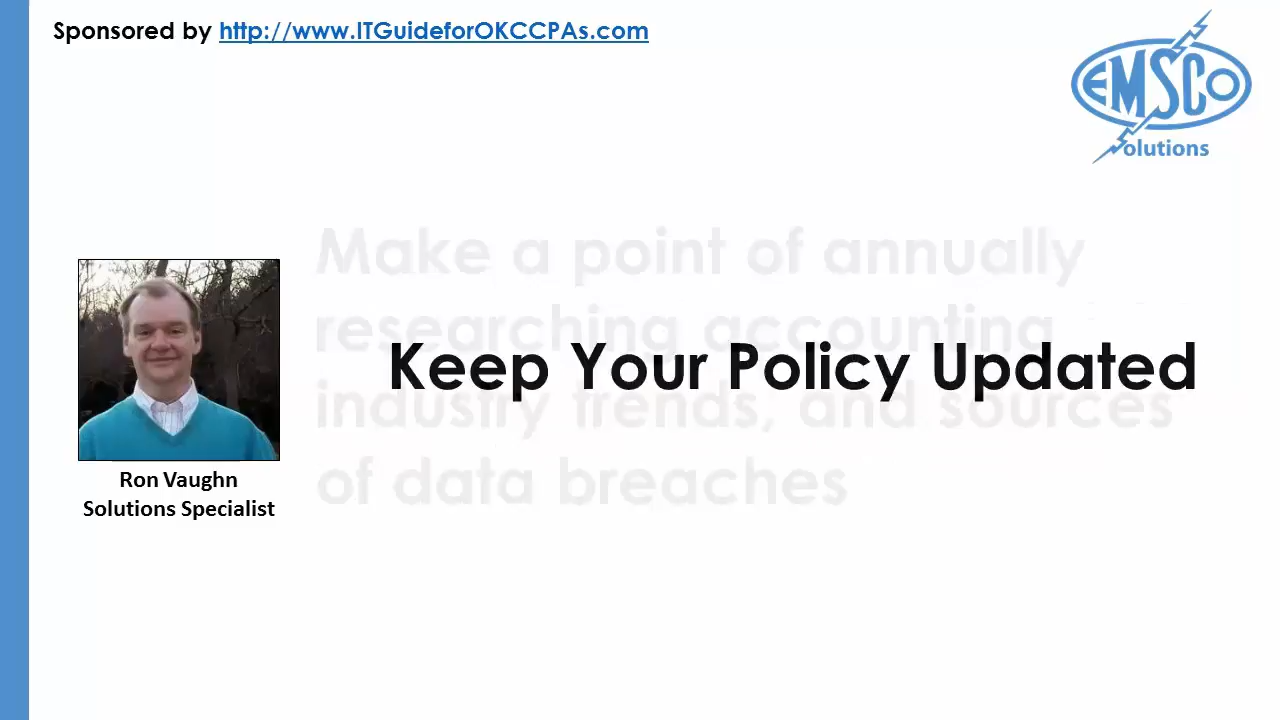 Sponsored by http://www.ITGuideforOKCCPAs.com
EMSCO
Solutions
Make a point of annually
researching accounting
Keep Your Policy Updated
industry trends, and sources
of data breaches
Ron Vaughn
Solutions Specialist